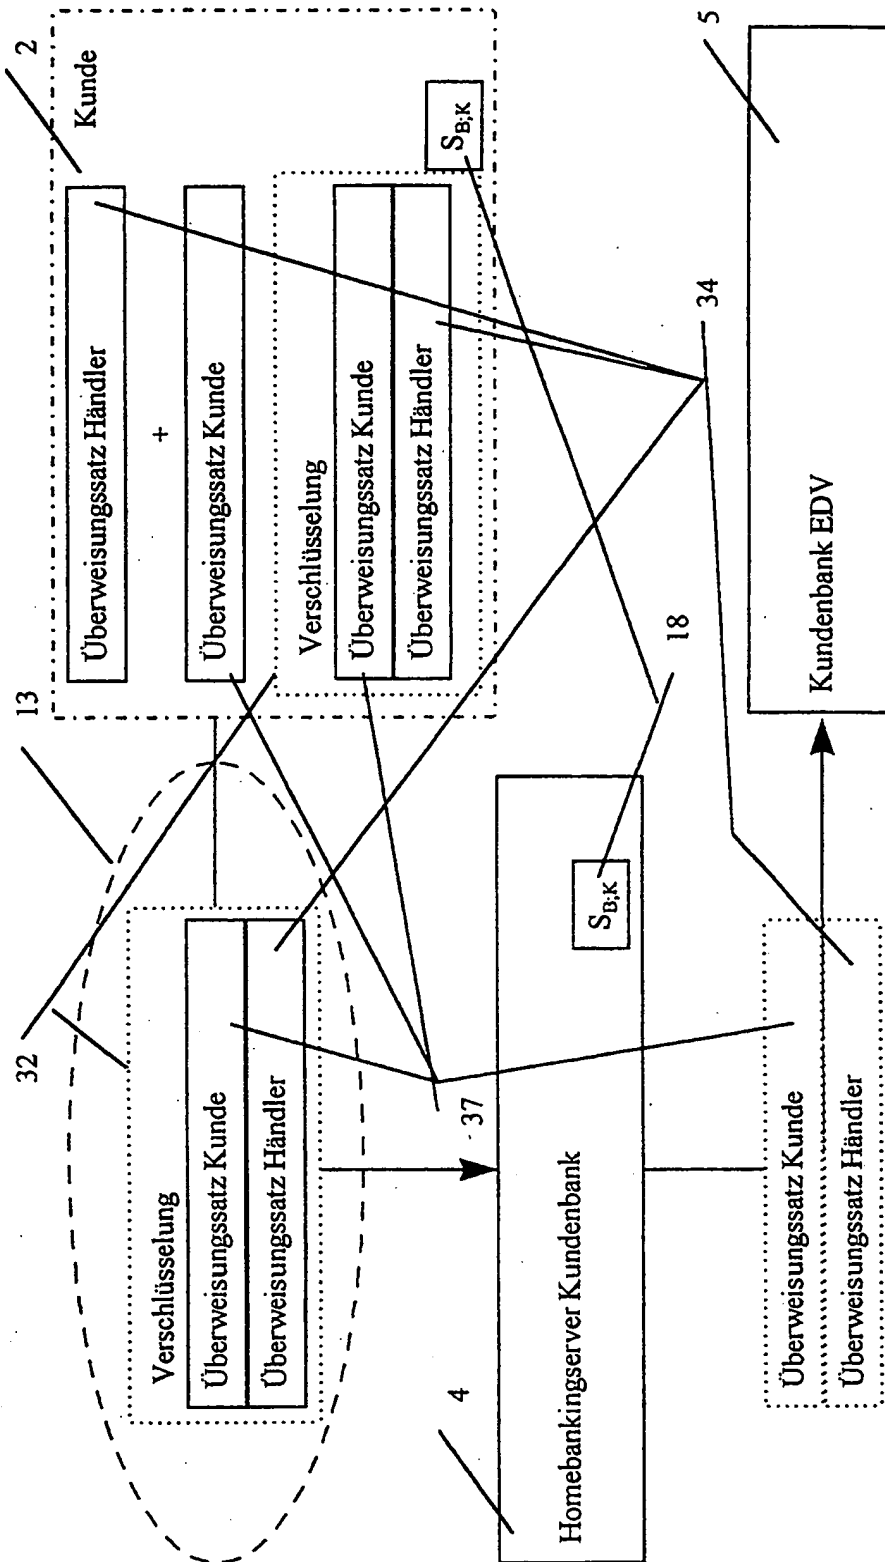 2
Kunde
Überweisungssatz Händler
+
Überweisungssatz Kunde
Verschlüsselung
Überweisungssatz Kunde
Überweisungssatz Händler
S_B;K
13
32
Verschlüsselung
Überweisungssatz Kunde
Überweisungssatz Händler
37
4
Homebankingserver Kundenbank
S_B;K
18
34
5
Kundenbank EDV
Überweisungssatz Kunde
Überweisungssatz Händler